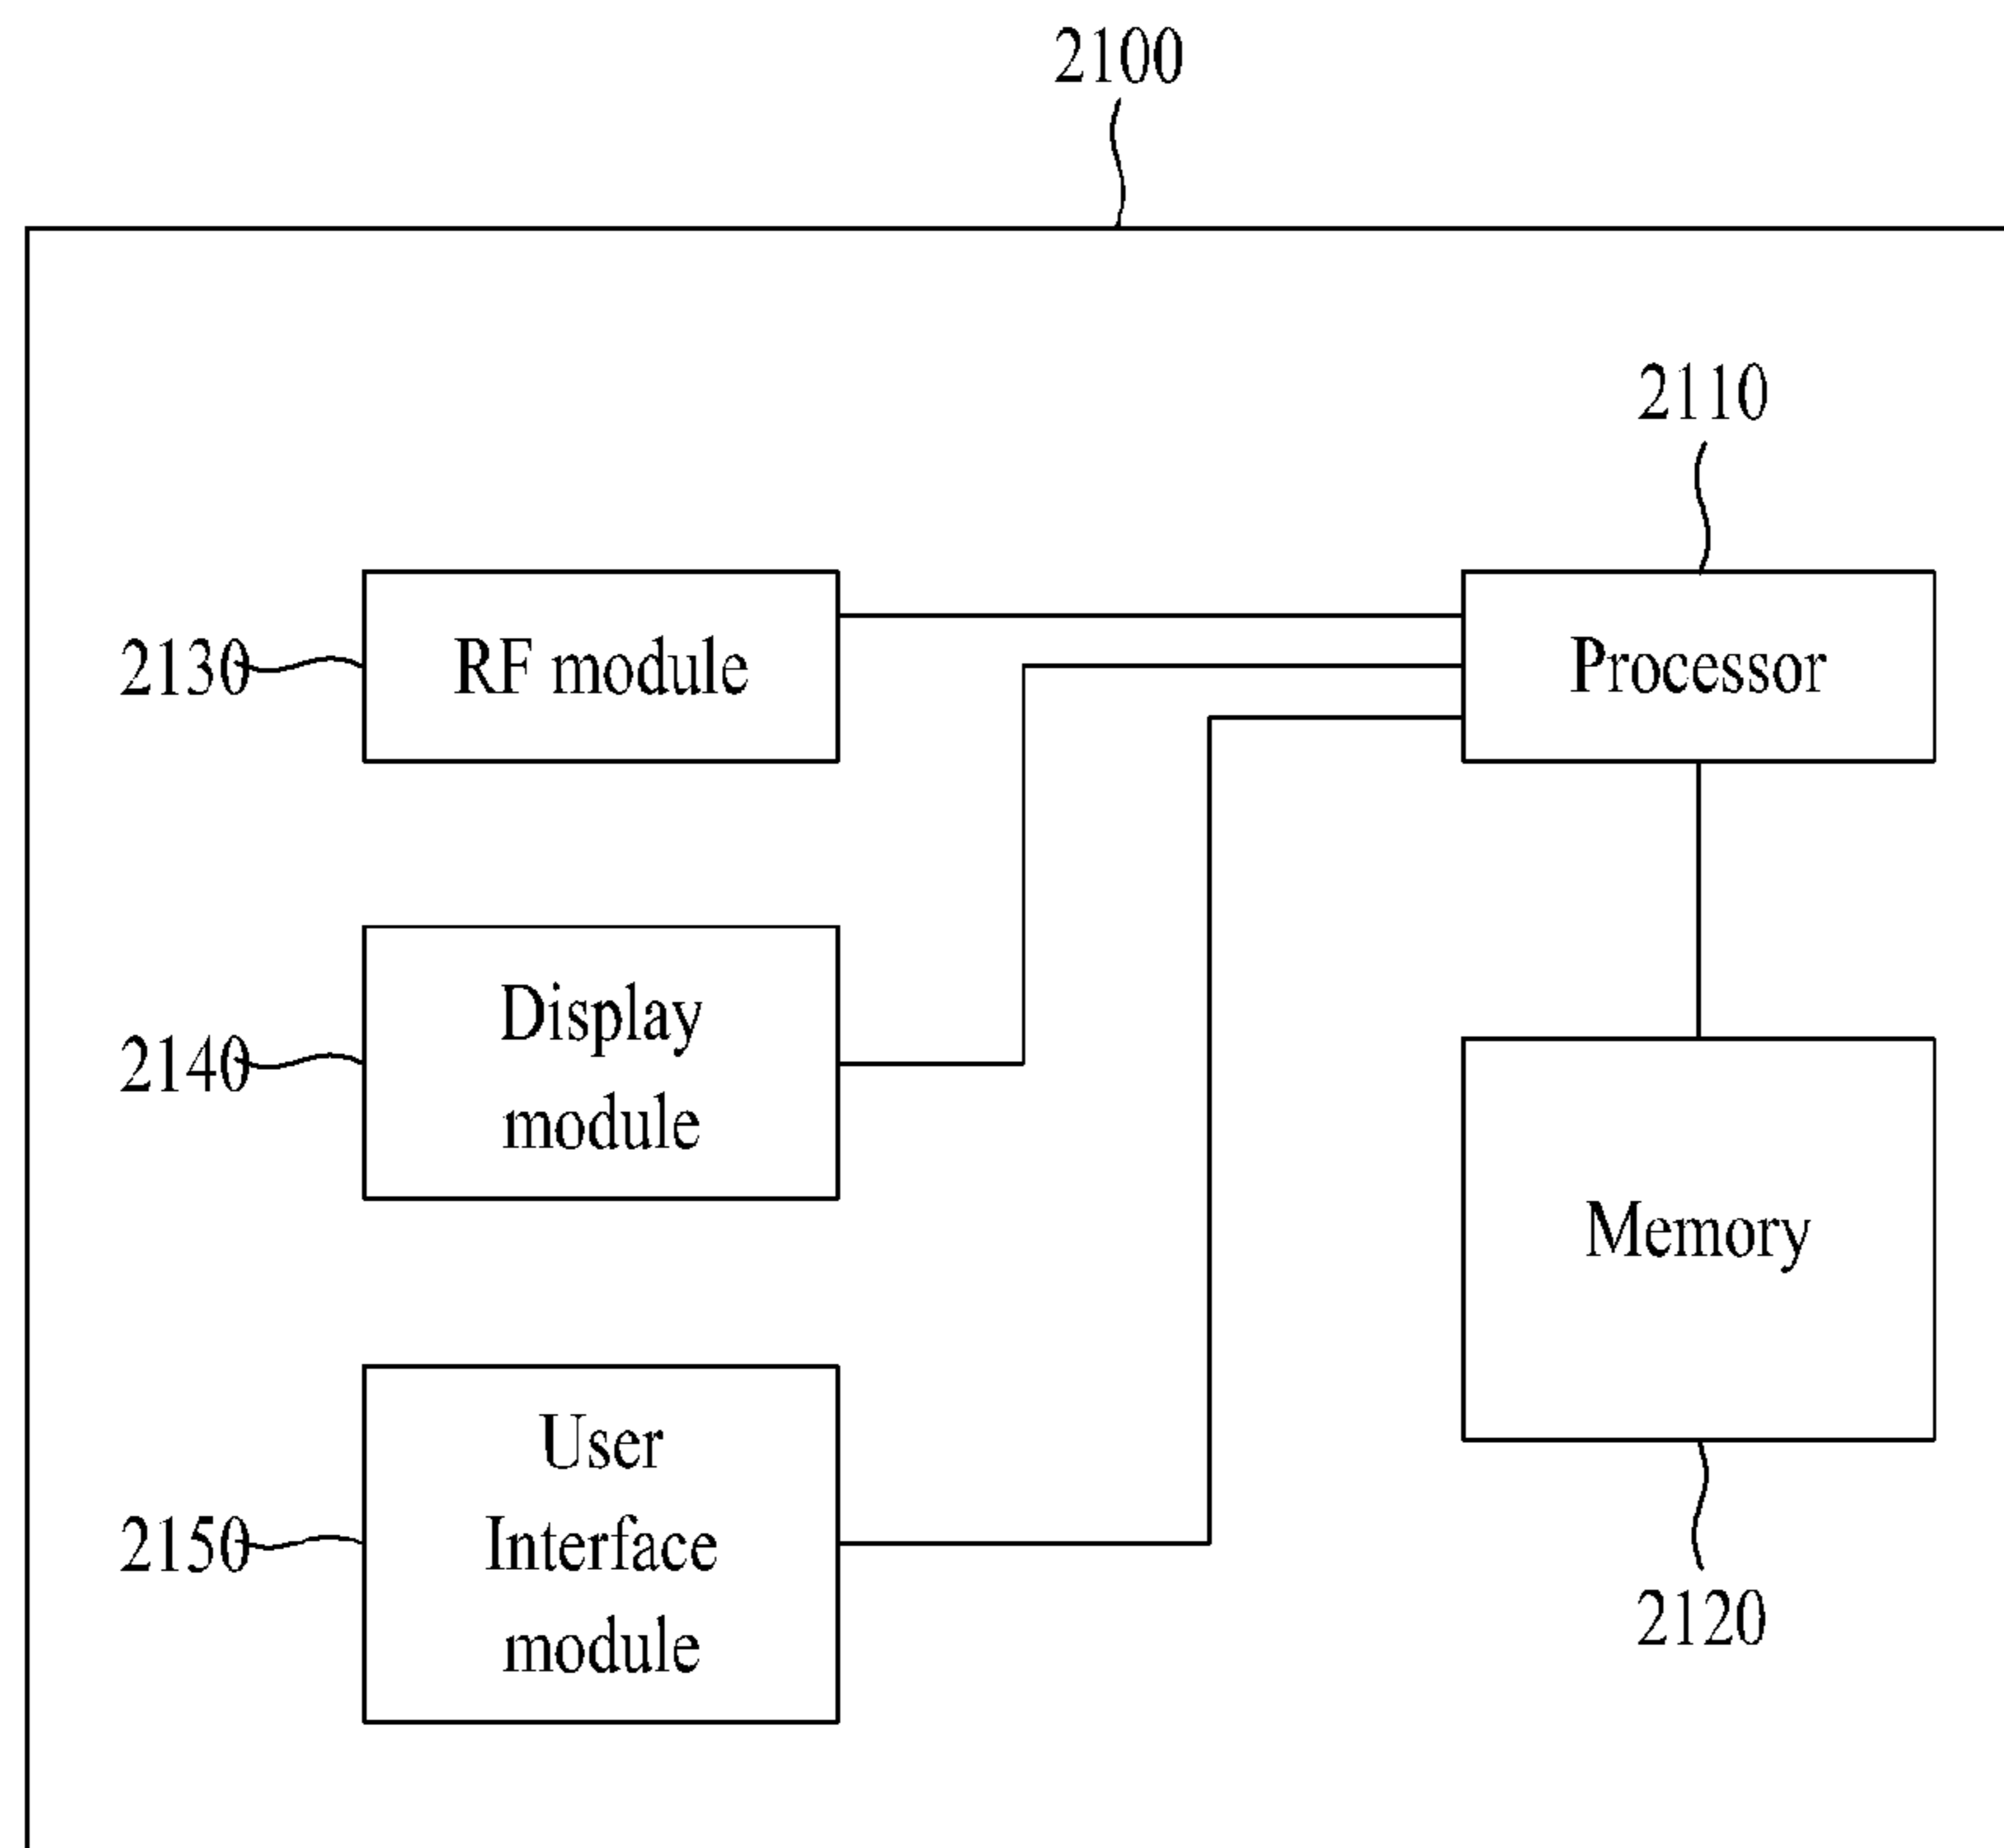 2100
2110
2130
RF module
Processor
2140
Display
module
Memory
2150
User
Interface
module
2120